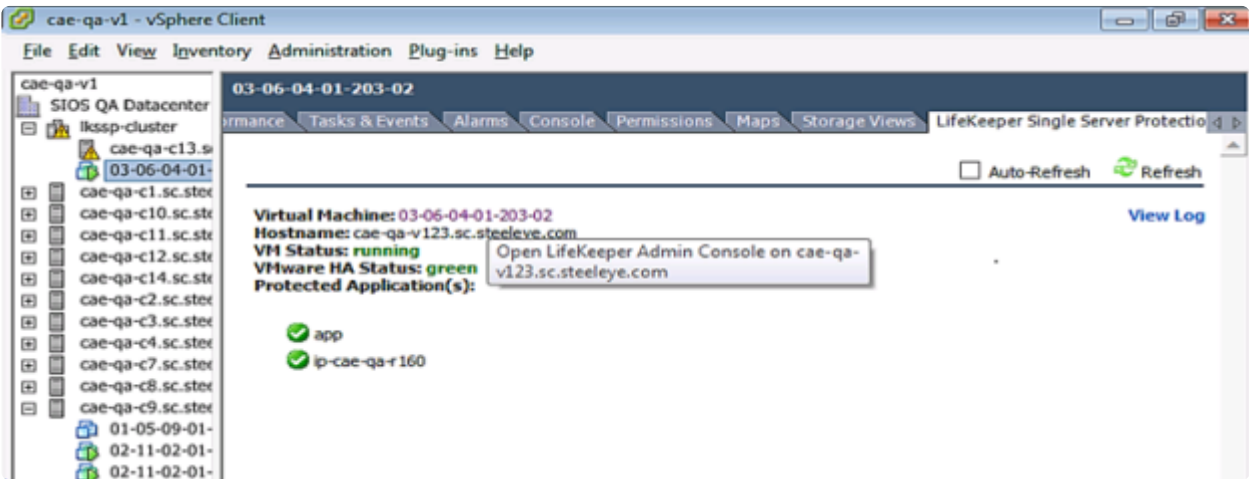 cae-qa-v1 - vSphere Client
File Edit View Inventory Administration Plug-ins Help
cae-qa-v1
SIOS QA Datacenter
lkssp-cluster
cae-qa-c13.s
03-06-04-01-
cae-qa-c1.sc.stee
cae-qa-c10.sc.ste
cae-qa-c11.sc.ste
cae-qa-c12.sc.ste
cae-qa-c14.sc.ste
cae-qa-c2.sc.stee
cae-qa-c3.sc.stee
cae-qa-c4.sc.stee
cae-qa-c7.sc.stee
cae-qa-c8.sc.stee
cae-qa-c9.sc.stee
01-05-09-01-
02-11-02-01-
02-11-02-01-
03-06-04-01-203-02
ormance Tasks & Events Alarms Console Permissions Maps Storage Views LifeKeeper Single Server Protectio
Auto-Refresh Refresh
Virtual Machine: 03-06-04-01-203-02 View Log
Hostname: cae-qa-v123.sc.steeleye.com
VM Status: running
VMware HA Status: green
Protected Application(s):
Open LifeKeeper Admin Console on cae-qa-
v123.sc.steeleye.com
app
ip-cae-qa-r160